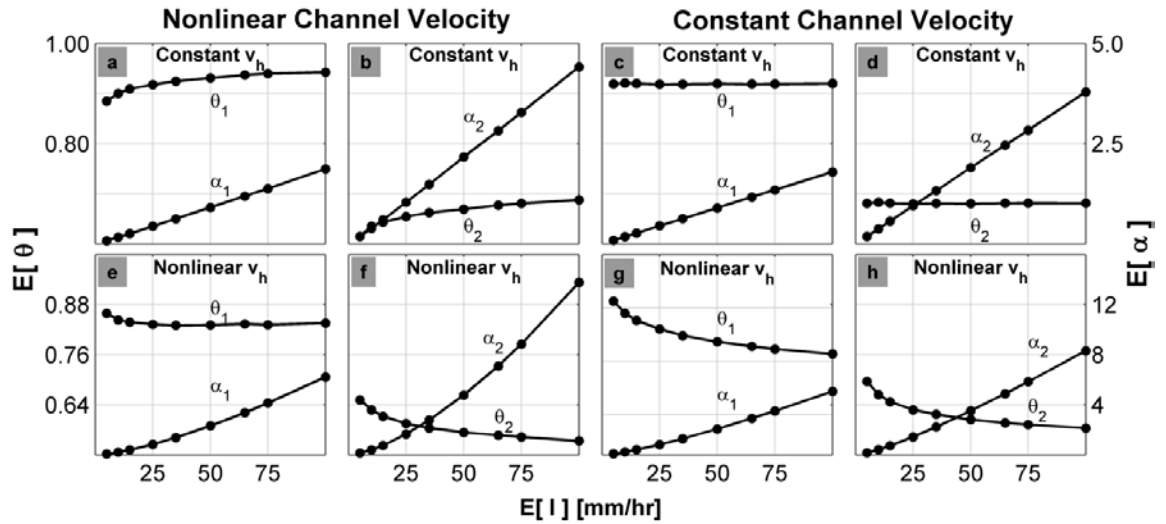 Nonlinear Channel Velocity Constant Channel Velocity
1.00 a Constant v_h b Constant v_h c Constant v_h d Constant v_h 5.0
θ_1 α_2 θ_1 α_2
0.80 2.5
α_1 θ_2 α_1 θ_2
E[ θ ] E[ α ]
e Nonlinear v_h f Nonlinear v_h g Nonlinear v_h h Nonlinear v_h
0.88 θ_1 α_2 θ_1 α_2 12
0.76 8
0.64 α_1 θ_2 α_1 θ_2 4
25 50 75 25 50 75 25 50 75 25 50 75
E[ I ] [mm/hr]